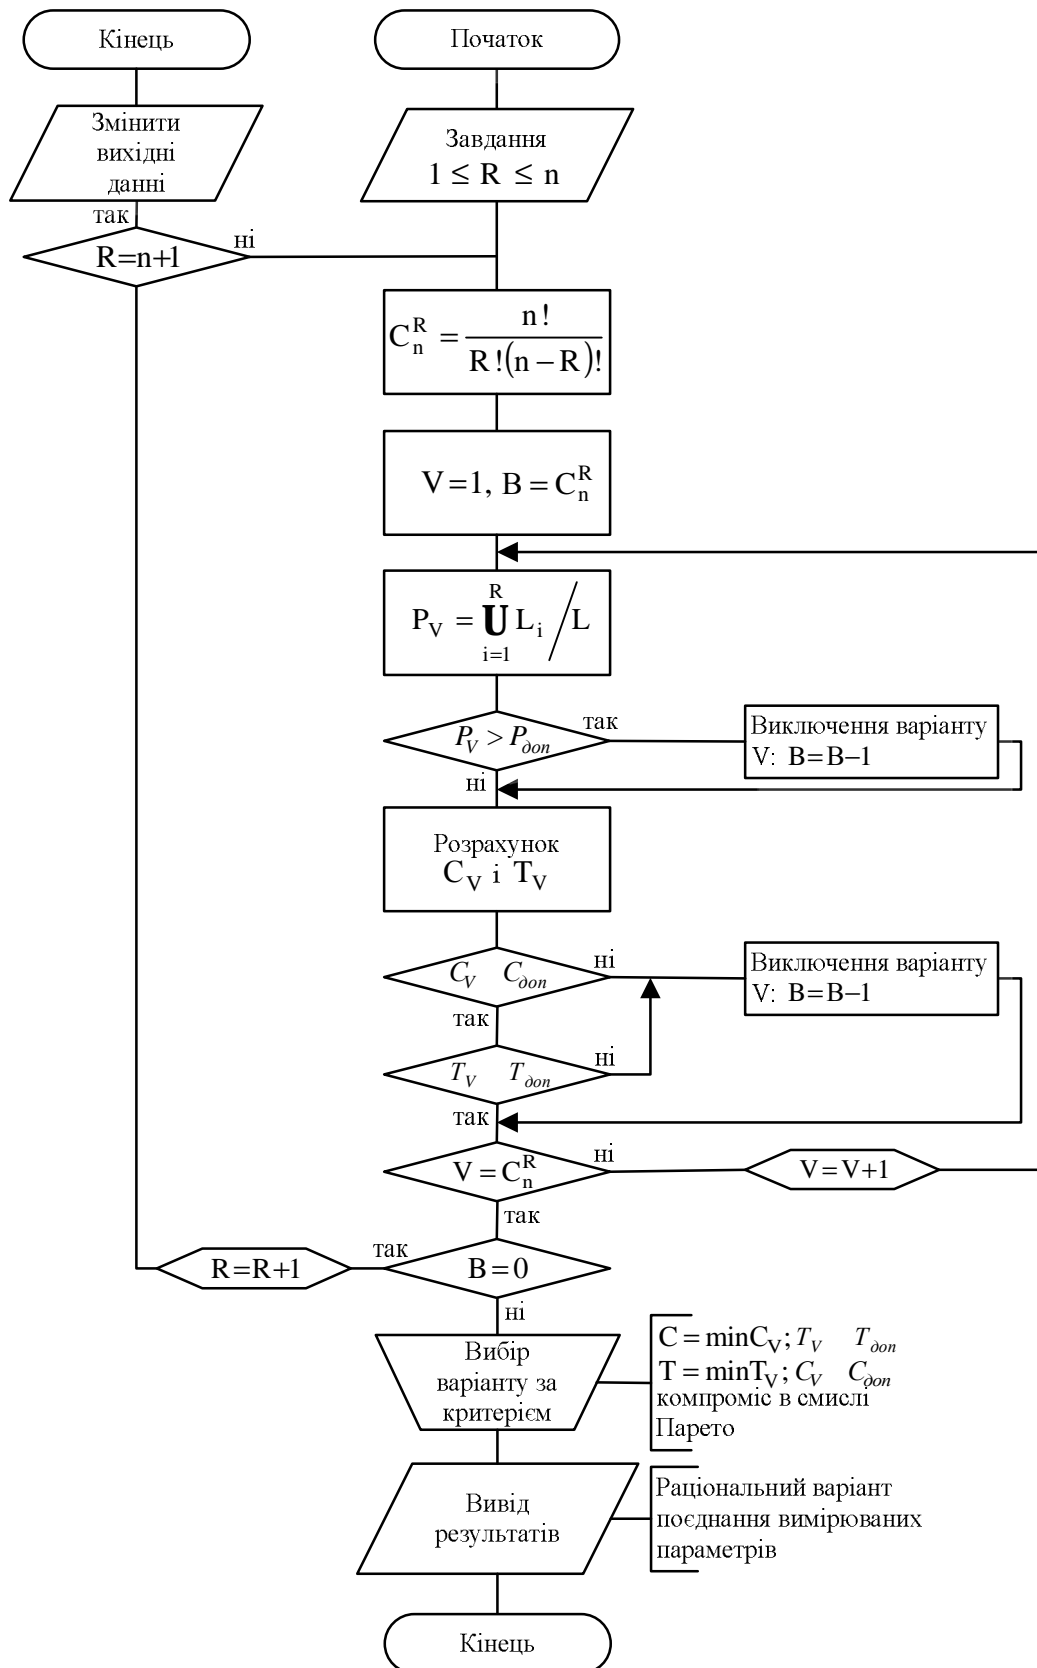 Кінець
Початок
Змінити
вихідні
данні
Завдання
1 ≤ R ≤ n
так
R=n+1
ні
C_n^R = n! / R!(n−R)!
V=1, B=C_n^R
P_V = U_{i=1}^{R} L_i / L
P_V > P_доп
так
ні
Виключення варіанту
V: B=B−1
Розрахунок
C_V і T_V
C_V C_доп
ні
так
Виключення варіанту
V: B=B−1
T_V T_доп
ні
так
V=C_n^R
ні
V=V+1
так
B=0
так
R=R+1
ні
Вибір
варіанту за
критерієм
C=minC_V; T_V T_доп
T=minT_V; C_V C_доп
компроміс в смислі
Парето
Вивід
результатів
Раціональний варіант
поєднання вимірюваних
параметрів
Кінець